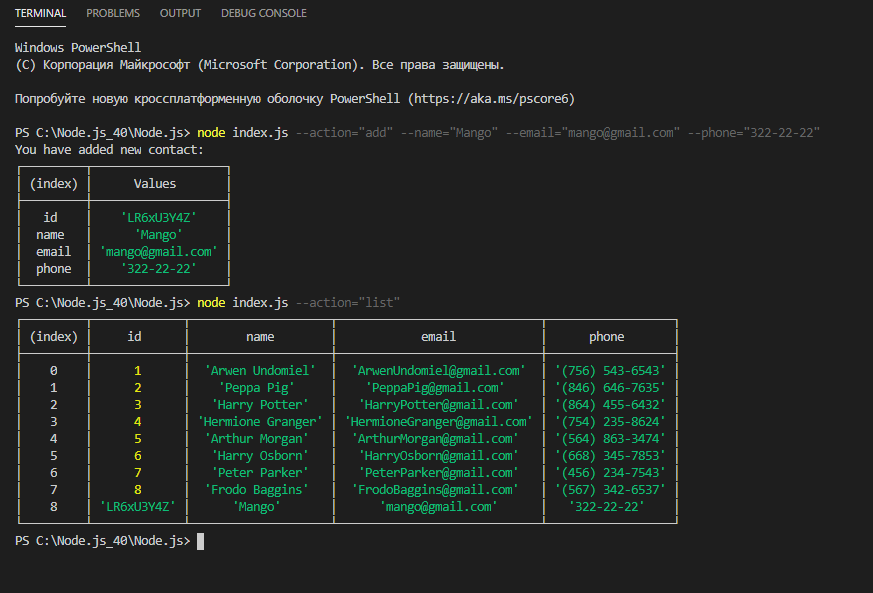 TERMINAL PROBLEMS OUTPUT DEBUG CONSOLE
Windows PowerShell
(C) Корпорация Майкрософт (Microsoft Corporation). Все права защищены.
Попробуйте новую кроссплатформенную оболочку PowerShell (https://aka.ms/pscore6)
PS C:\Node.js_40\Node.js> node index.js --action="add" --name="Mango" --email="mango@gmail.com" --phone="322-22-22"
You have added new contact:
(index) Values
id 'LR6xU3Y4Z'
name 'Mango'
email 'mango@gmail.com'
phone '322-22-22'
PS C:\Node.js_40\Node.js> node index.js --action="list"
(index) id name email phone
0 1 'Arwen Undomiel' 'ArwenUndomiel@gmail.com' '(756) 543-6543'
1 2 'Peppa Pig' 'PeppaPig@gmail.com' '(846) 646-7635'
2 3 'Harry Potter' 'HarryPotter@gmail.com' '(864) 455-6432'
3 4 'Hermione Granger' 'HermioneGranger@gmail.com' '(754) 235-8624'
4 5 'Arthur Morgan' 'ArthurMorgan@gmail.com' '(564) 863-3474'
5 6 'Harry Osborn' 'HarryOsborn@gmail.com' '(668) 345-7853'
6 7 'Peter Parker' 'PeterParker@gmail.com' '(456) 234-7543'
7 8 'Frodo Baggins' 'FrodoBaggins@gmail.com' '(567) 342-6537'
8 'LR6xU3Y4Z' 'Mango' 'mango@gmail.com' '322-22-22'
PS C:\Node.js_40\Node.js>